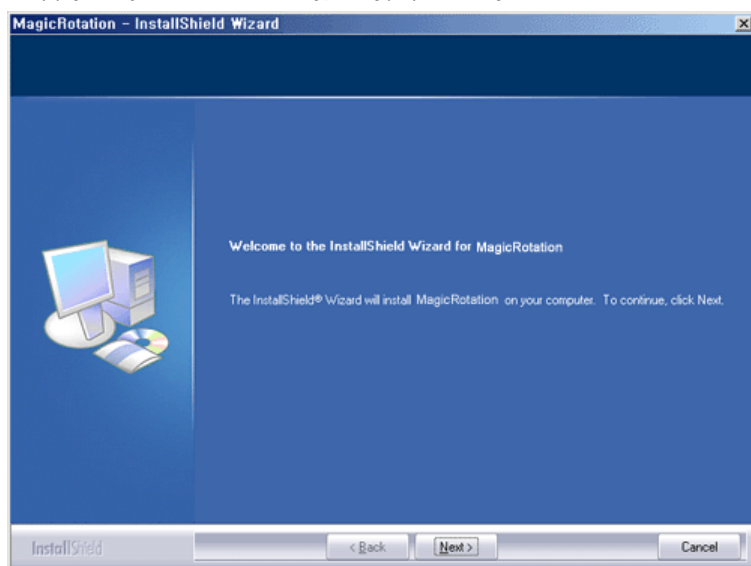 MagicRotation - InstallShield Wizard
Welcome to the InstallShield Wizard for MagicRotation
The InstallShield® Wizard will install MagicRotation on your computer. To continue, click Next.
InstallShield
< Back
Next >
Cancel